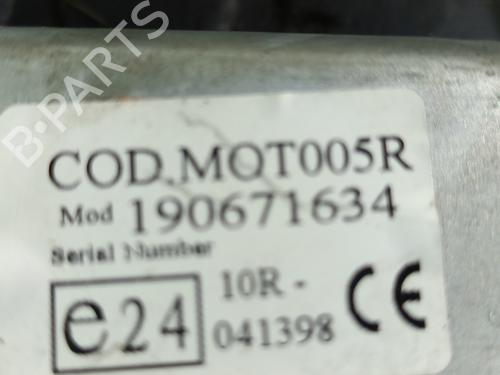 B-PARTS
COD.MOT005R
Mod 190671634
Serial Number
e24
10R -
041398
CE